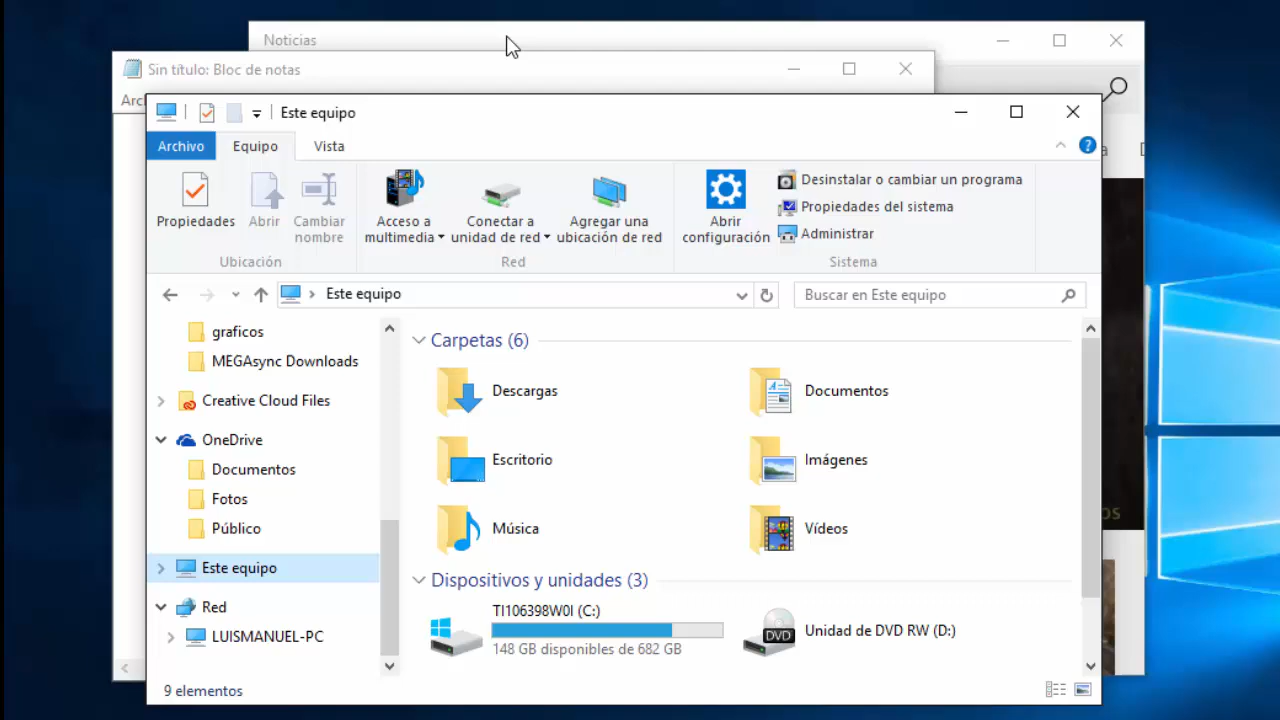 Noticias
Sin título: Bloc de notas
Arc
Este equipo
Archivo
Equipo
Vista
Propiedades
Abrir
Cambiar
nombre
Ubicación
Acceso a
multimedia
Conectar a
unidad de red
Agregar una
ubicación de red
Red
Abrir
configuración
Desinstalar o cambiar un programa
Propiedades del sistema
Administrar
Sistema
Este equipo
Buscar en Este equipo
graficos
MEGAsync Downloads
Creative Cloud Files
OneDrive
Documentos
Fotos
Público
Este equipo
Red
LUISMANUEL-PC
Carpetas (6)
Descargas
Documentos
Escritorio
Imágenes
Música
Vídeos
Dispositivos y unidades (3)
TI106398W0I (C:)
148 GB disponibles de 682 GB
DVD
Unidad de DVD RW (D:)
9 elementos